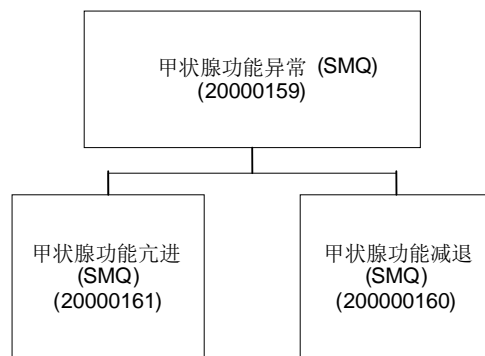 甲状腺功能异常 (SMQ)
(20000159)
甲状腺功能亢进
(SMQ)
(20000161)
甲状腺功能减退
(SMQ)
(200000160)